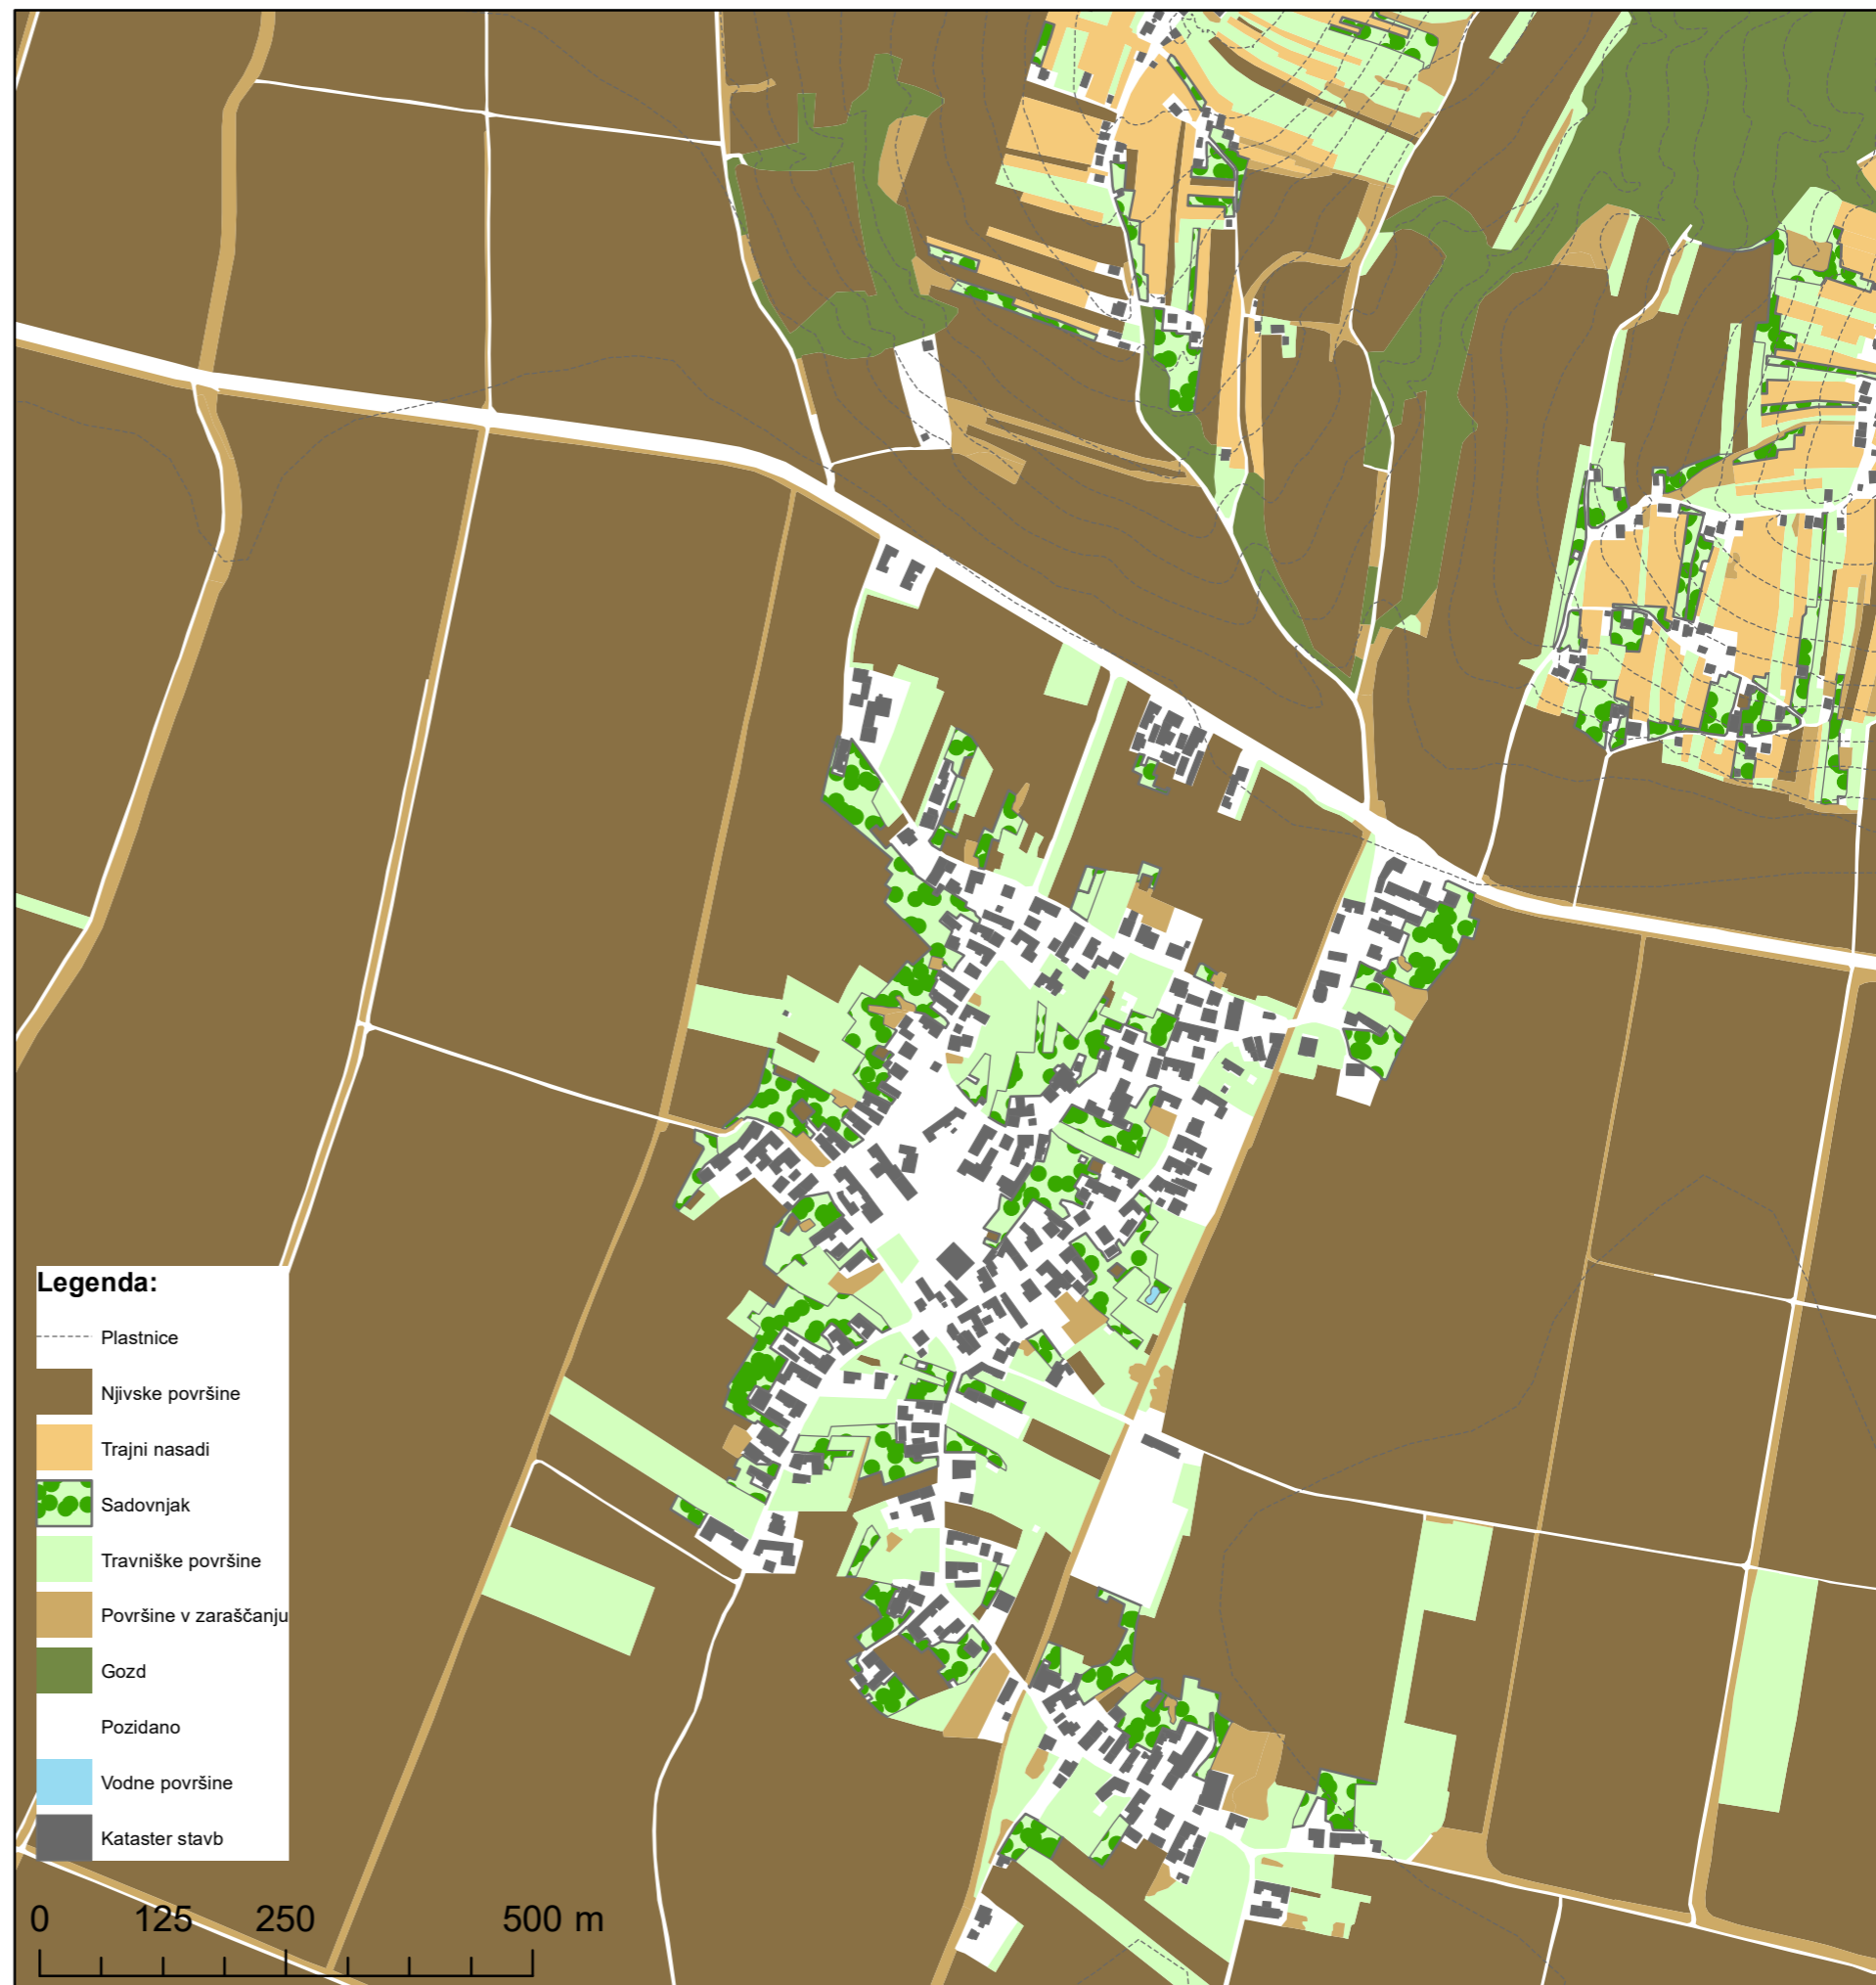 Legenda:
Plastnice
Njivske površine
Trajni nasadi
Sadovnjak
Travniške površine
Površine v zaraščanju
Gozd
Pozidano
Vodne površine
Kataster stavb
0 125 250 500 m